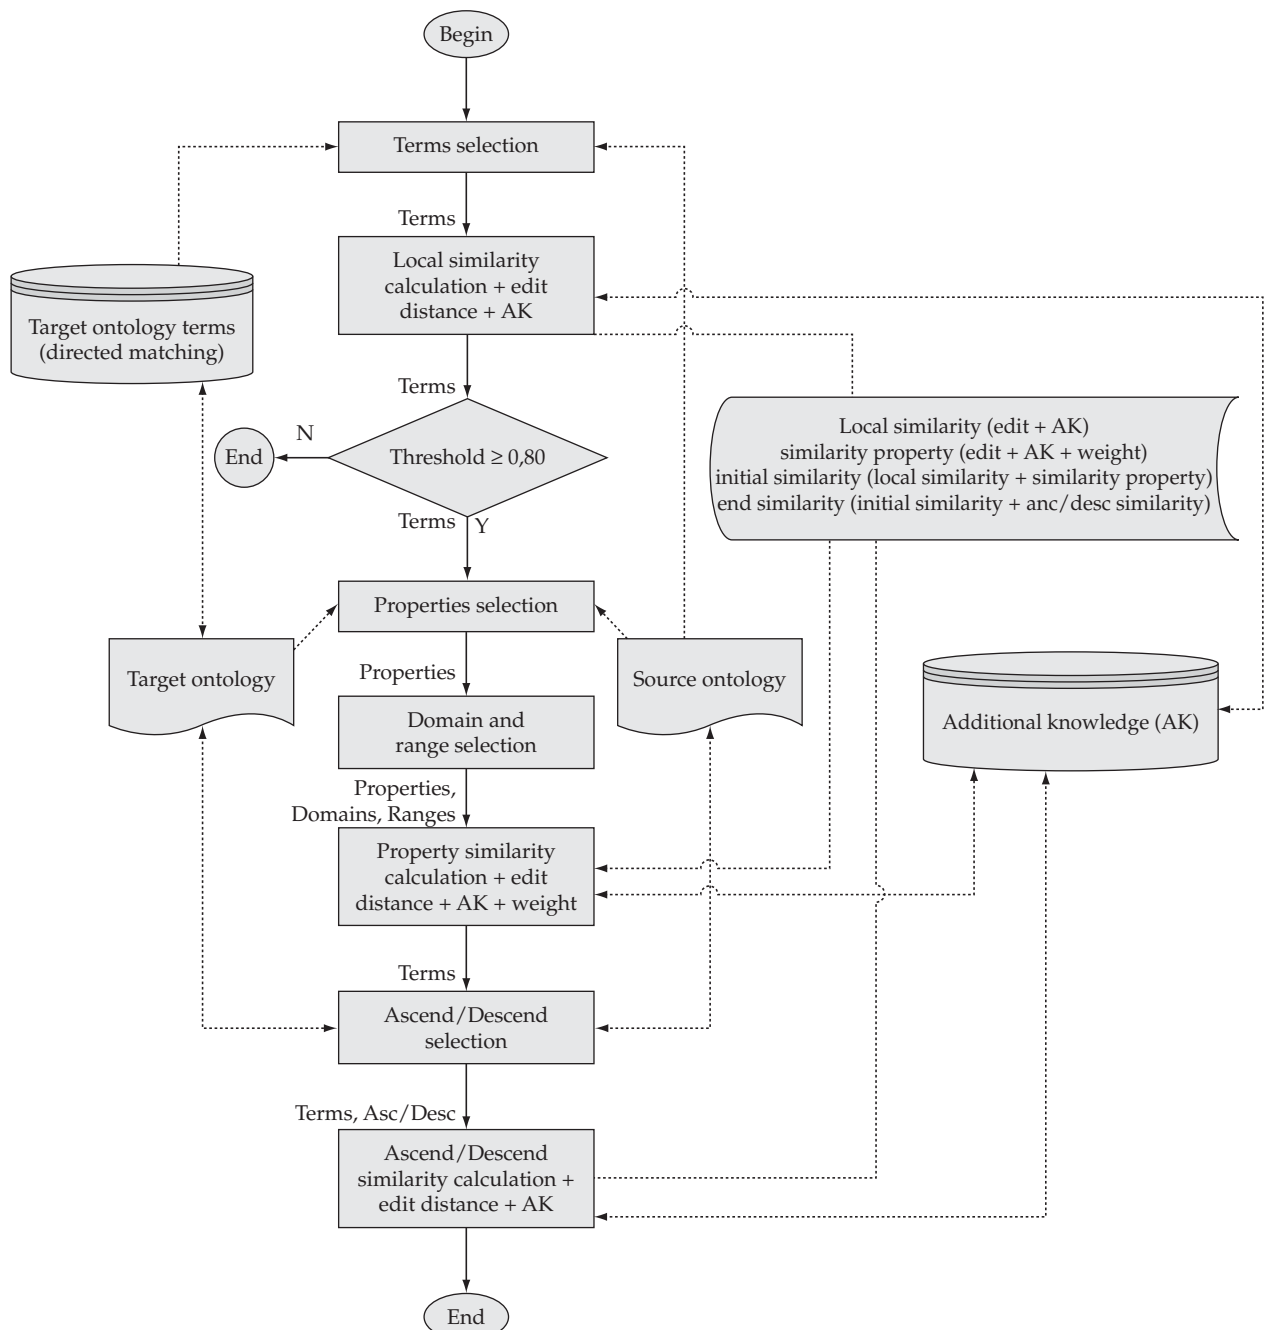 Begin
Terms selection
Terms
Local similarity
calculation + edit
distance + AK
Target ontology terms
(directed matching)
Terms
N
End
Threshold ≥ 0,80
Local similarity (edit + AK)
similarity property (edit + AK + weight)
initial similarity (local similarity + similarity property)
end similarity (initial similarity + anc/desc similarity)
Terms
Y
Properties selection
Properties
Target ontology
Source ontology
Domain and
range selection
Additional knowledge (AK)
Properties,
Domains, Ranges
Property similarity
calculation + edit
distance + AK + weight
Terms
Ascend/Descend
selection
Terms, Asc/Desc
Ascend/Descend
similarity calculation +
edit distance + AK
End